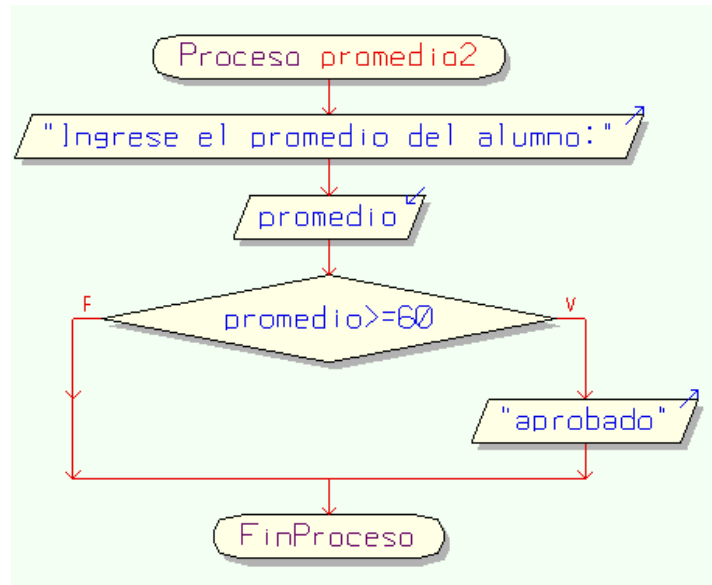 Proceso promedio2
"Ingrese el promedio del alumno:"
promedio
F
V
promedio>=60
"aprobado"
FinProceso